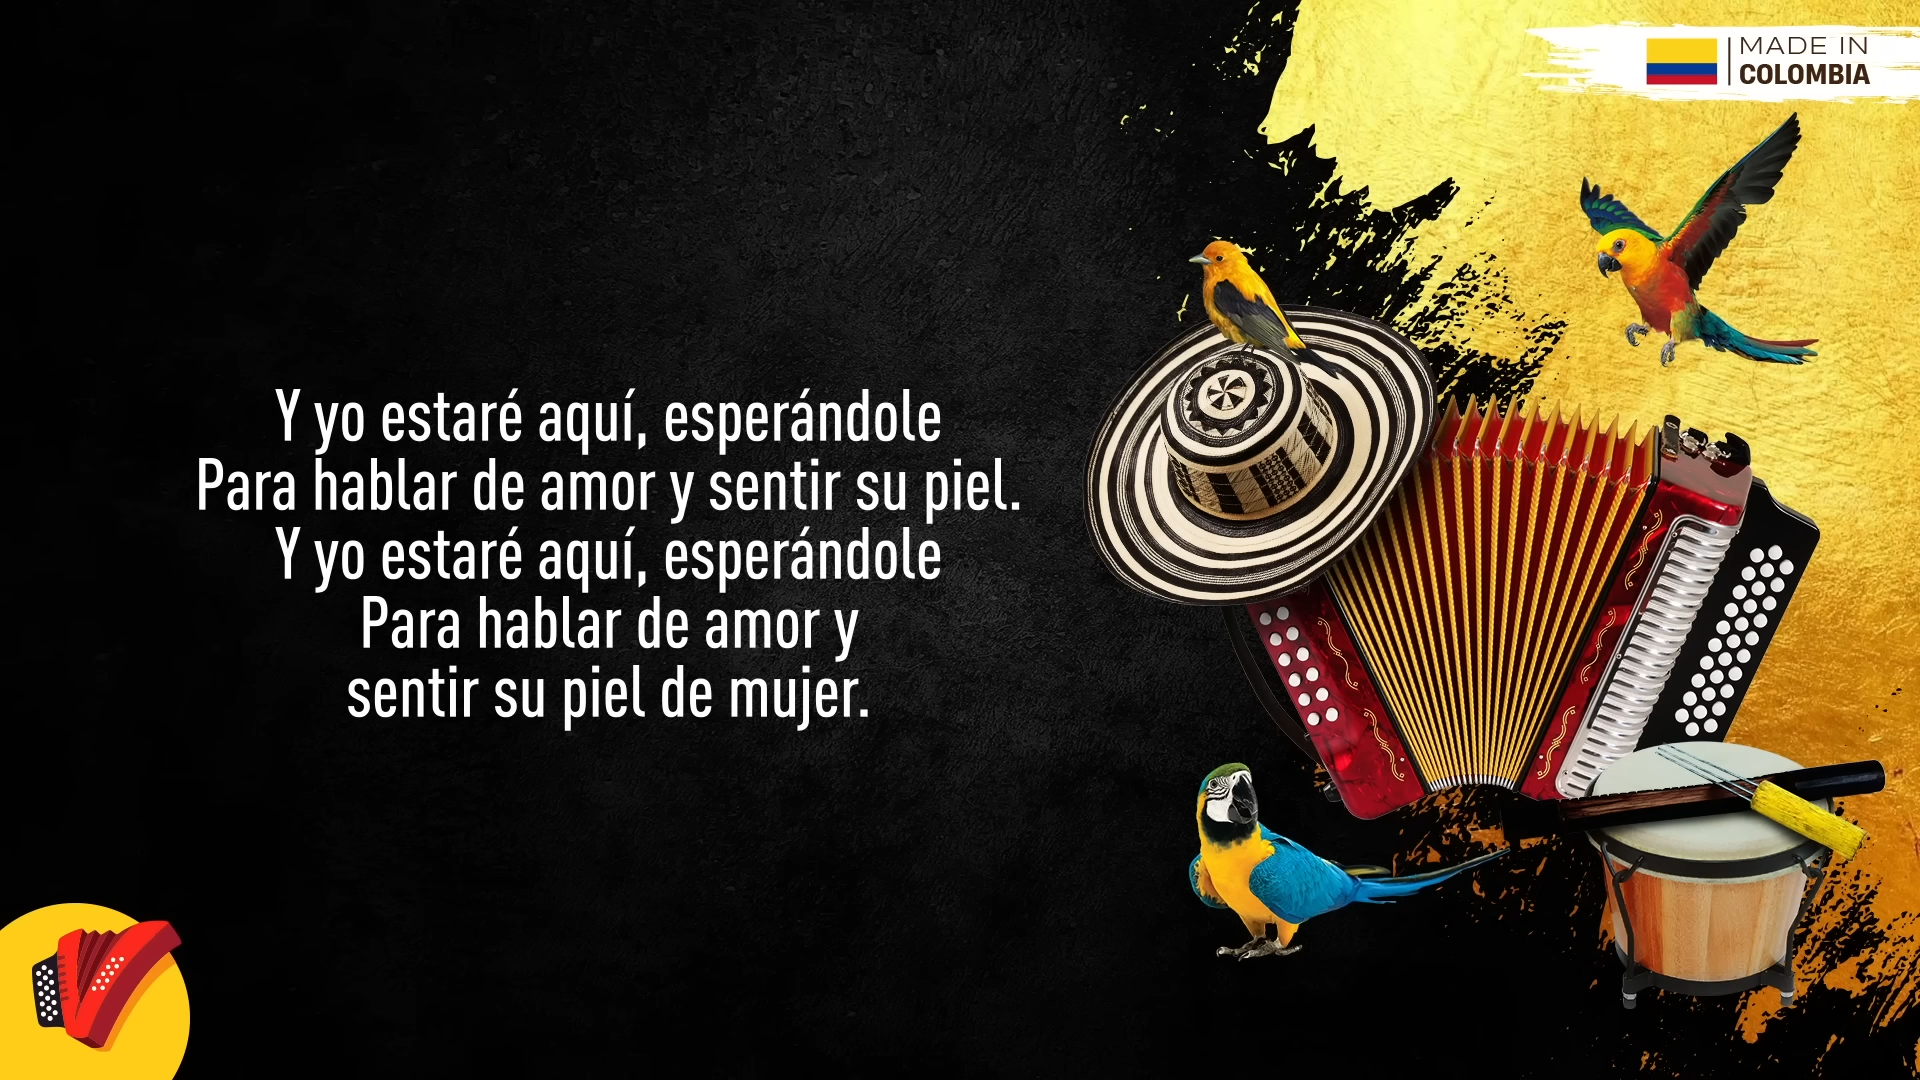 MADE IN
COLOMBIA
Y yo estaré aquí, esperándole
Para hablar de amor y sentir su piel.
Y yo estaré aquí, esperándole
Para hablar de amor y
sentir su piel de mujer.